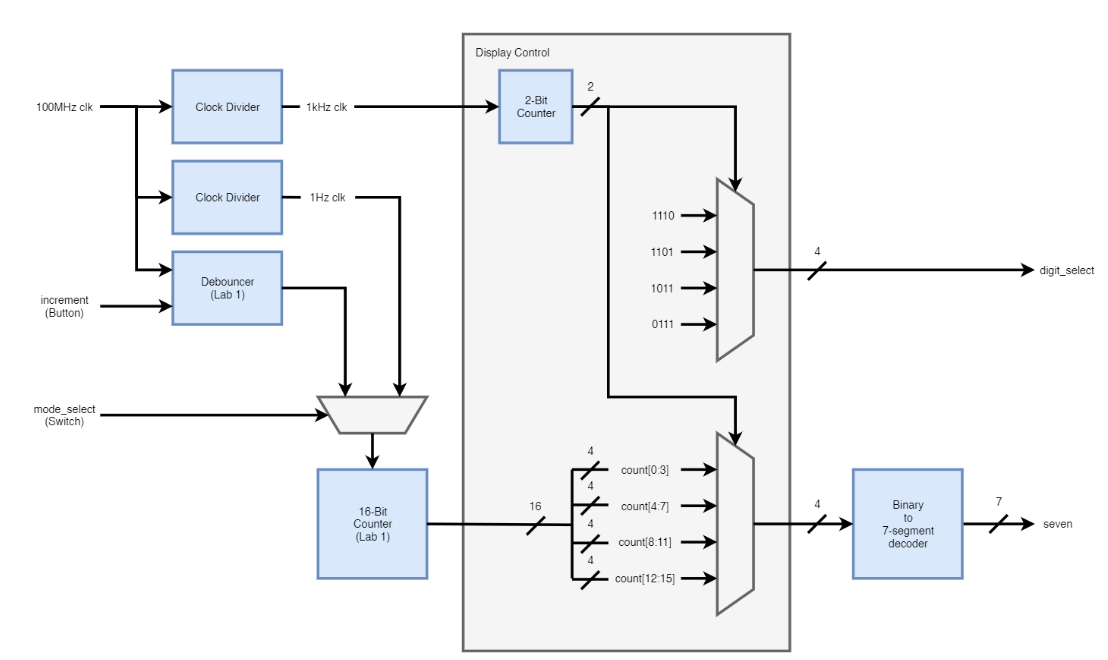 Display Control
100MHz clk
Clock Divider
1kHz clk
2-Bit
Counter
2
Clock Divider
1Hz clk
1110
1101
1011
0111
4
digit_select
Debouncer
(Lab 1)
increment
(Button)
mode_select
(Switch)
16-Bit
Counter
(Lab 1)
16
4
count[0:3]
4
count[4:7]
4
count[8:11]
4
count[12:15]
4
Binary
to
7-segment
decoder
7
seven